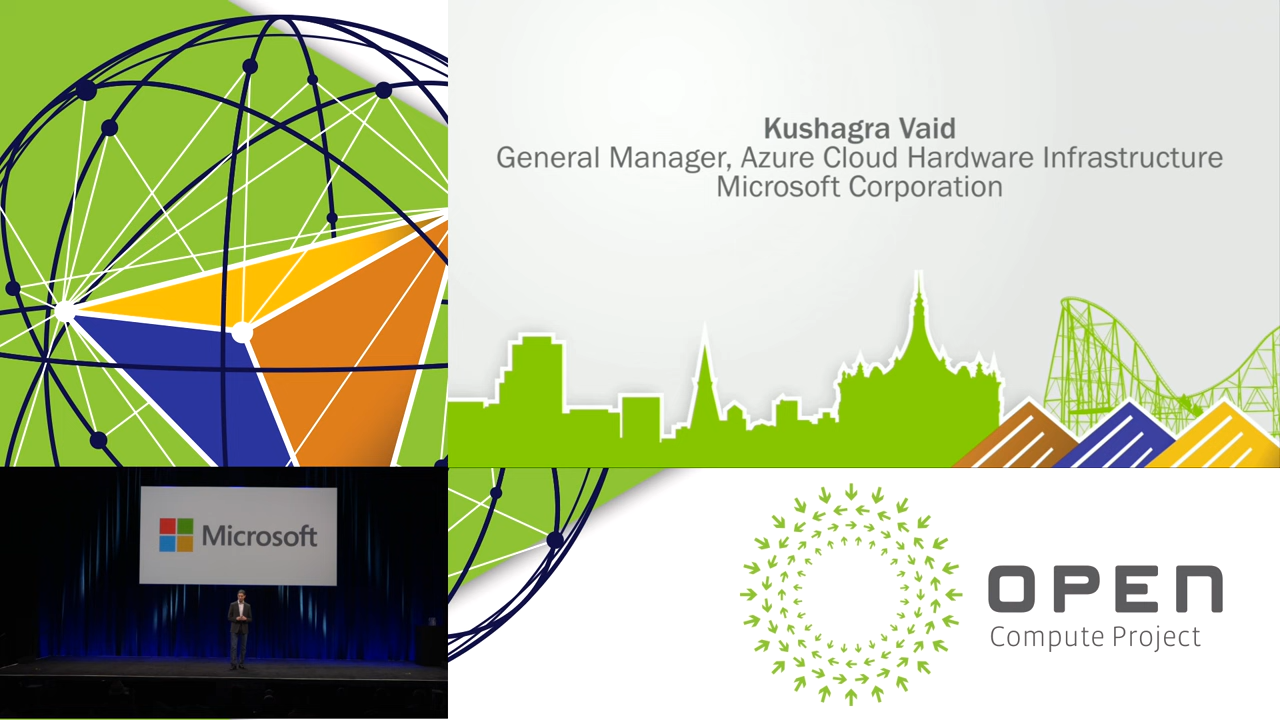 Kushagra Vaid
General Manager, Azure Cloud Hardware Infrastructure
Microsoft Corporation
Microsoft
OPEN
Compute Project